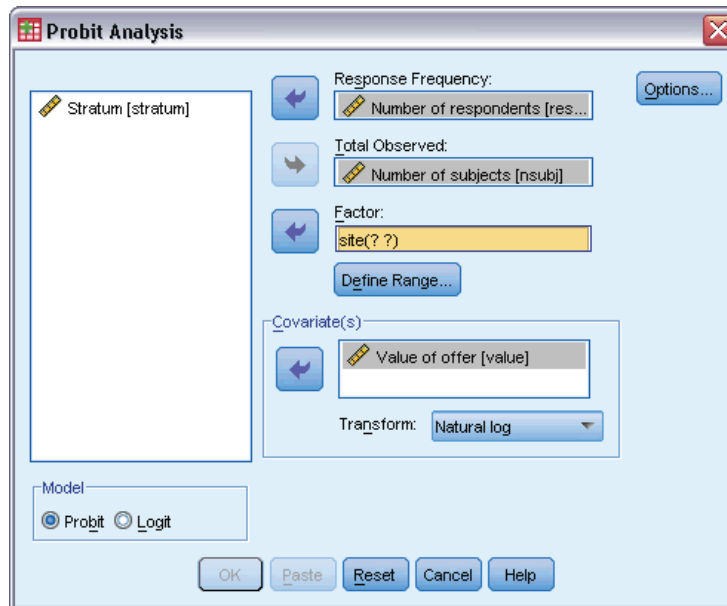 Probit Analysis
Stratum [stratum]
Response Frequency:
Number of respondents [res...
Options...
Total Observed:
Number of subjects [nsubj]
Factor:
site(? ?)
Define Range...
Covariate(s)
Value of offer [value]
Transform: Natural log
Model
Probit Logit
OK Paste Reset Cancel Help